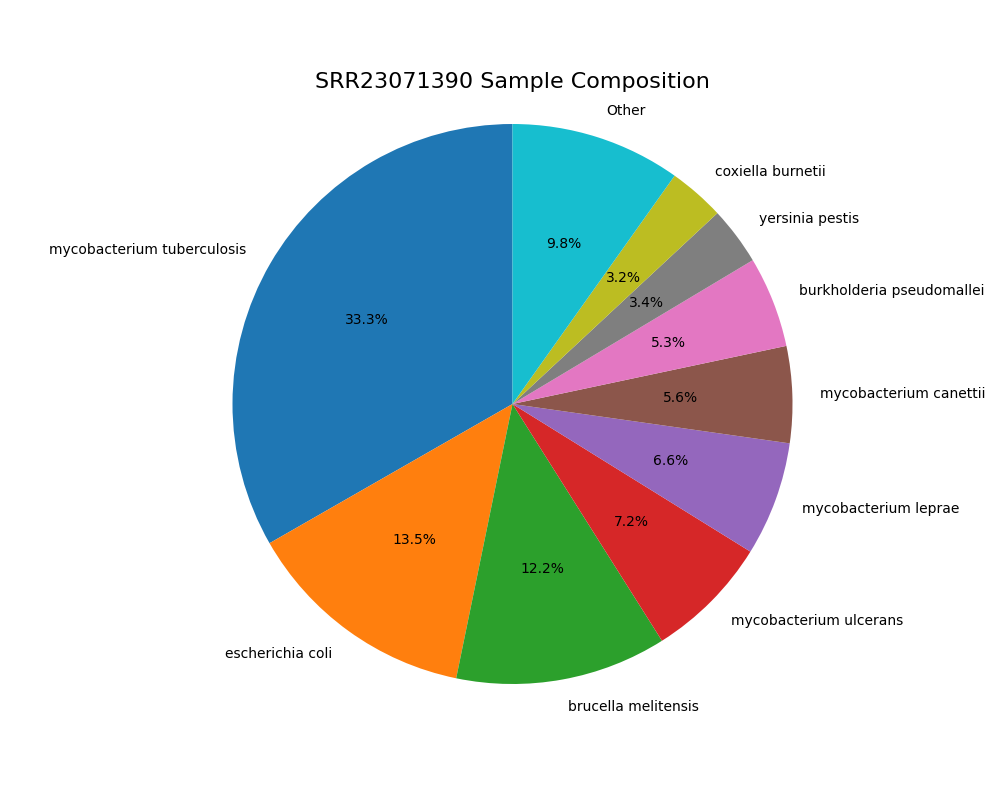 SRR23071390 Sample Composition
Other
coxiella burnetii
yersinia pestis
burkholderia pseudomallei
mycobacterium canettii
mycobacterium leprae
mycobacterium ulcerans
brucella melitensis
escherichia coli
mycobacterium tuberculosis
9.8%
3.2%
3.4%
5.3%
5.6%
6.6%
7.2%
12.2%
13.5%
33.3%